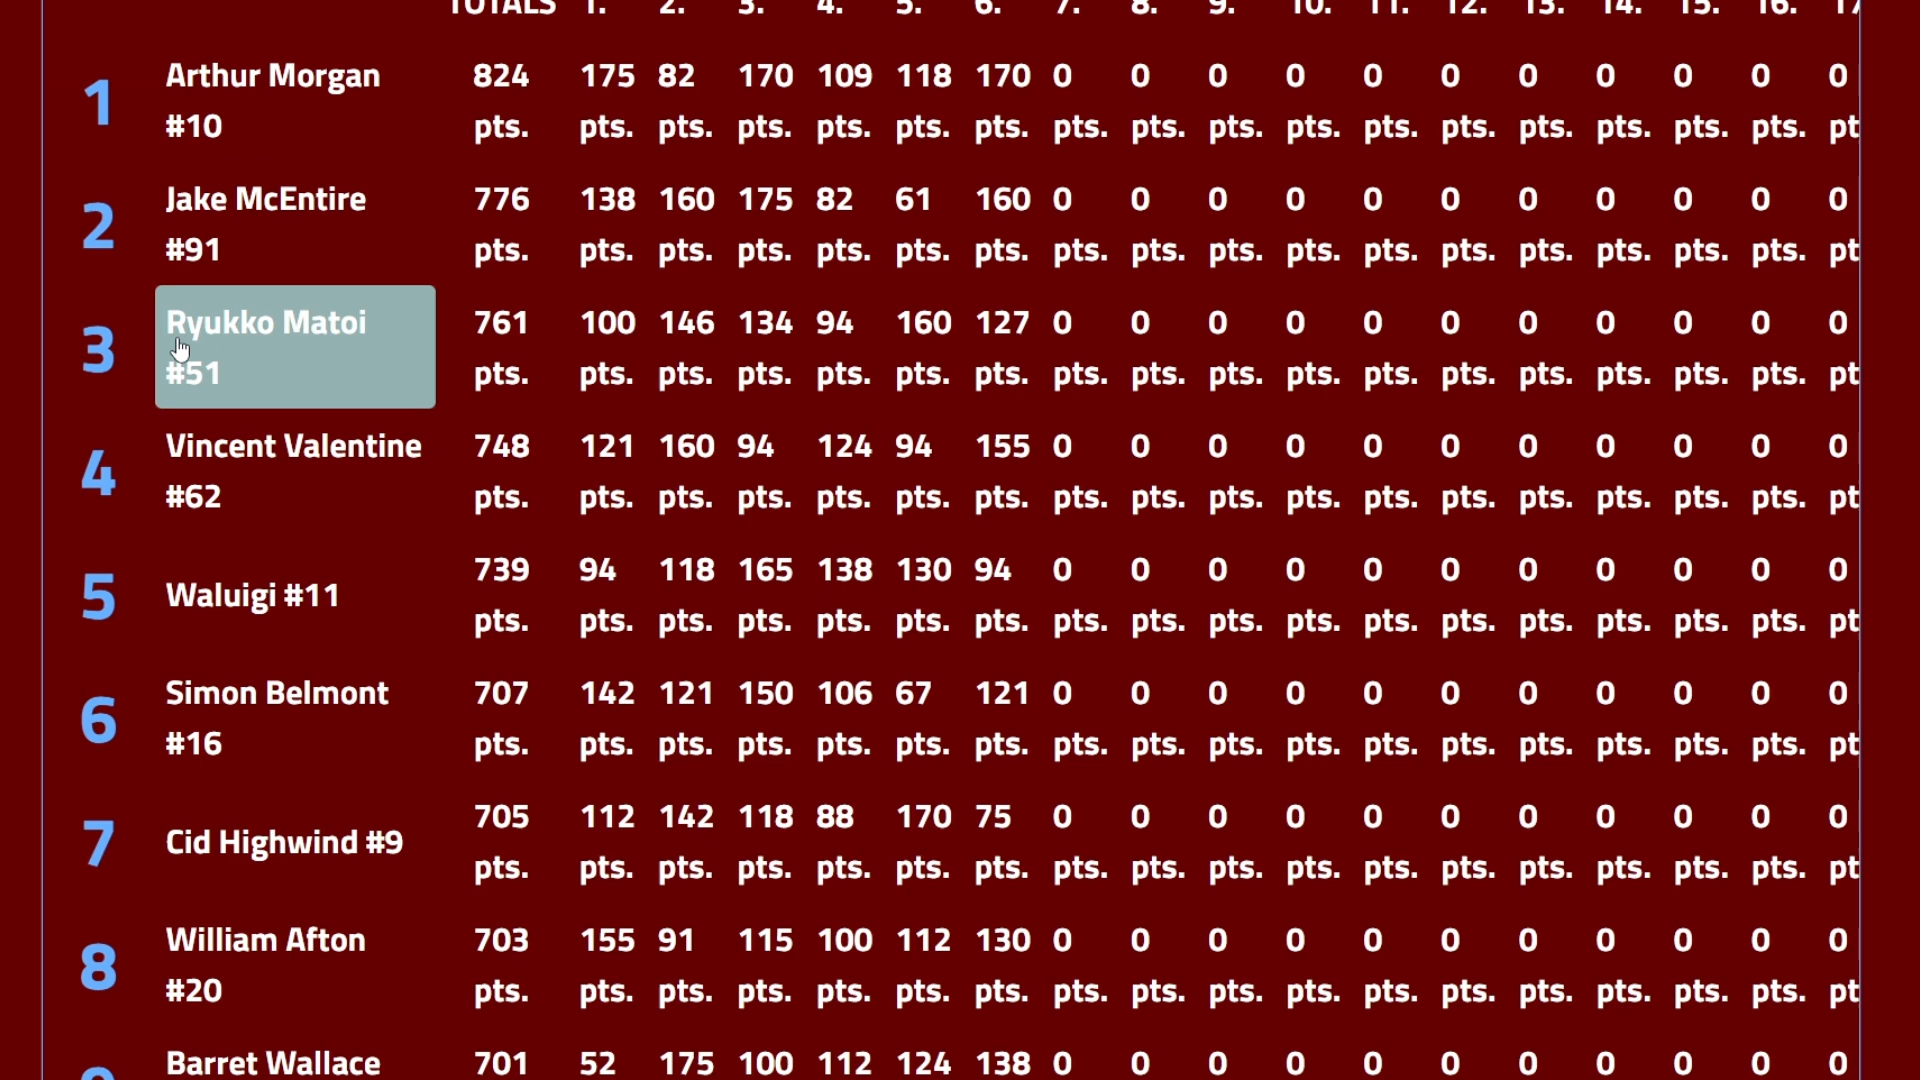 TOTALS 1. 2. 3. 4. 5. 6. 7. 8. 9. 10. 11. 12. 13. 14. 15. 16. 17
1 Arthur Morgan #10 824 pts. 175 pts. 82 pts. 170 pts. 109 pts. 118 pts. 170 pts. 0 pts. 0 pts. 0 pts. 0 pts. 0 pts. 0 pts. 0 pts. 0 pts. 0 pts. 0 pts. 0 pt
2 Jake McEntire #91 776 pts. 138 pts. 160 pts. 175 pts. 82 pts. 61 pts. 160 pts. 0 pts. 0 pts. 0 pts. 0 pts. 0 pts. 0 pts. 0 pts. 0 pts. 0 pts. 0 pts. 0 pt
3 Ryukko Matoi #51 761 pts. 100 pts. 146 pts. 134 pts. 94 pts. 160 pts. 127 pts. 0 pts. 0 pts. 0 pts. 0 pts. 0 pts. 0 pts. 0 pts. 0 pts. 0 pts. 0 pts. 0 pt
4 Vincent Valentine #62 748 pts. 121 pts. 160 pts. 94 pts. 124 pts. 94 pts. 155 pts. 0 pts. 0 pts. 0 pts. 0 pts. 0 pts. 0 pts. 0 pts. 0 pts. 0 pts. 0 pts. 0 pt
5 Waluigi #11 739 pts. 94 pts. 118 pts. 165 pts. 138 pts. 130 pts. 94 pts. 0 pts. 0 pts. 0 pts. 0 pts. 0 pts. 0 pts. 0 pts. 0 pts. 0 pts. 0 pts. 0 pt
6 Simon Belmont #16 707 pts. 142 pts. 121 pts. 150 pts. 106 pts. 67 pts. 121 pts. 0 pts. 0 pts. 0 pts. 0 pts. 0 pts. 0 pts. 0 pts. 0 pts. 0 pts. 0 pts. 0 pt
7 Cid Highwind #9 705 pts. 112 pts. 142 pts. 118 pts. 88 pts. 170 pts. 75 pts. 0 pts. 0 pts. 0 pts. 0 pts. 0 pts. 0 pts. 0 pts. 0 pts. 0 pts. 0 pts. 0 pt
8 William Afton #20 703 pts. 155 pts. 91 pts. 115 pts. 100 pts. 112 pts. 130 pts. 0 pts. 0 pts. 0 pts. 0 pts. 0 pts. 0 pts. 0 pts. 0 pts. 0 pts. 0 pts. 0 pt
Barret Wallace 701 52 175 100 112 124 138 0 0 0 0 0 0 0 0 0 0 0